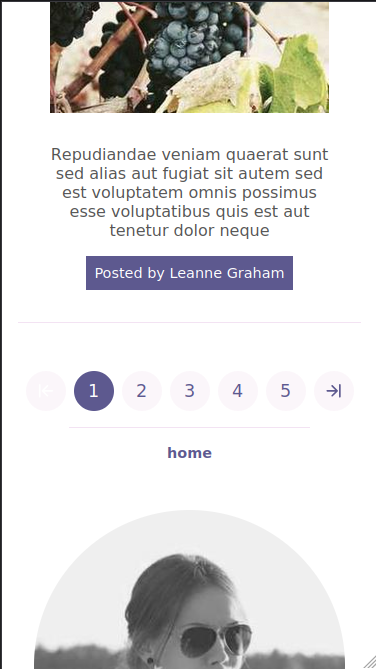 Repudiandae veniam quaerat sunt
sed alias aut fugiat sit autem sed
est voluptatem omnis possimus
esse voluptatibus quis est aut
tenetur dolor neque
Posted by Leanne Graham
1 2 3 4 5
home